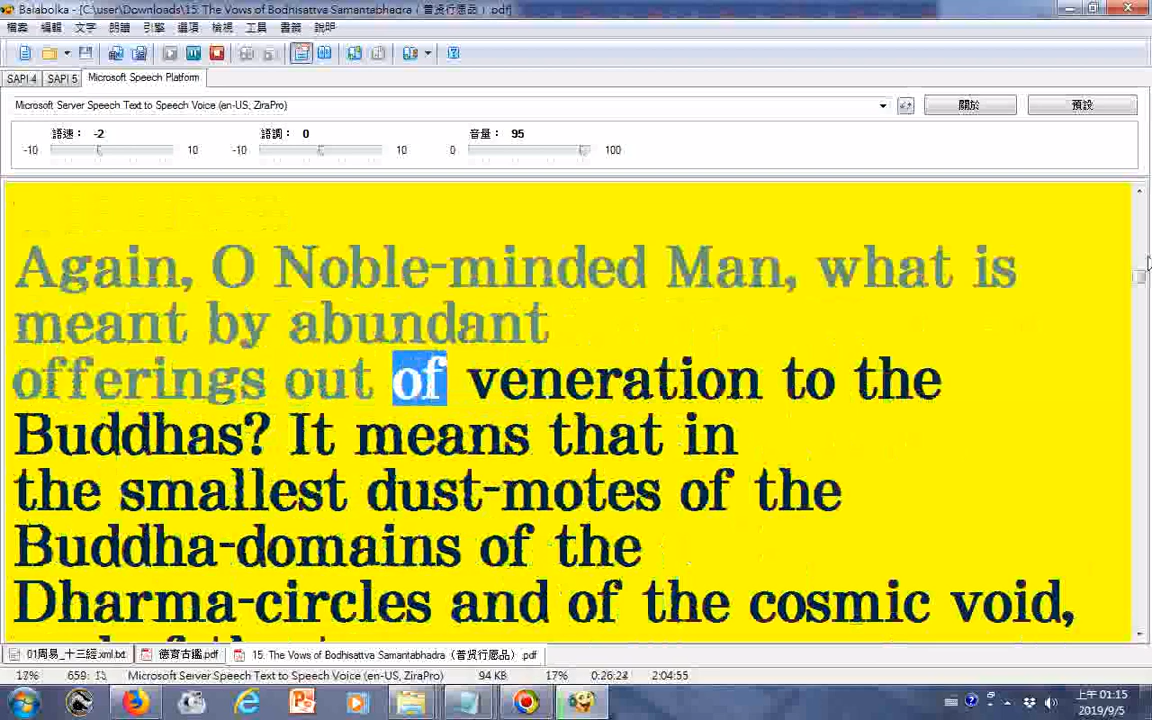 Balabolka - [C:\user\Downloads\15. The Vows of Bodhisattva Samantabhadra (普賢行愿品).pdf]
檔案 編輯 文字 朗讀 引擎 選項 檢視 工具 書籤 說明
SAPI 4 SAPI 5 Microsoft Speech Platform
Microsoft Server Speech Text to Speech Voice (en-US, ZiraPro) 關於 預設
語速: -2 語調: 0 音量: 95
-10 10 -10 10 0 100
Again, O Noble-minded Man, what is
meant by abundant
offerings out of veneration to the
Buddhas? It means that in
the smallest dust-motes of the
Buddha-domains of the
Dharma-circles and of the cosmic void,
01周易_十三經.xml.txt 德育古鑑.pdf 15. The Vows of Bodhisattva Samantabhadra (普賢行愿品).pdf
Microsoft Server Speech Text to Speech Voice (en-US, ZiraPro) 94 KB 17% 0:26:22 2:04:55
上午 01:15
2019/9/5